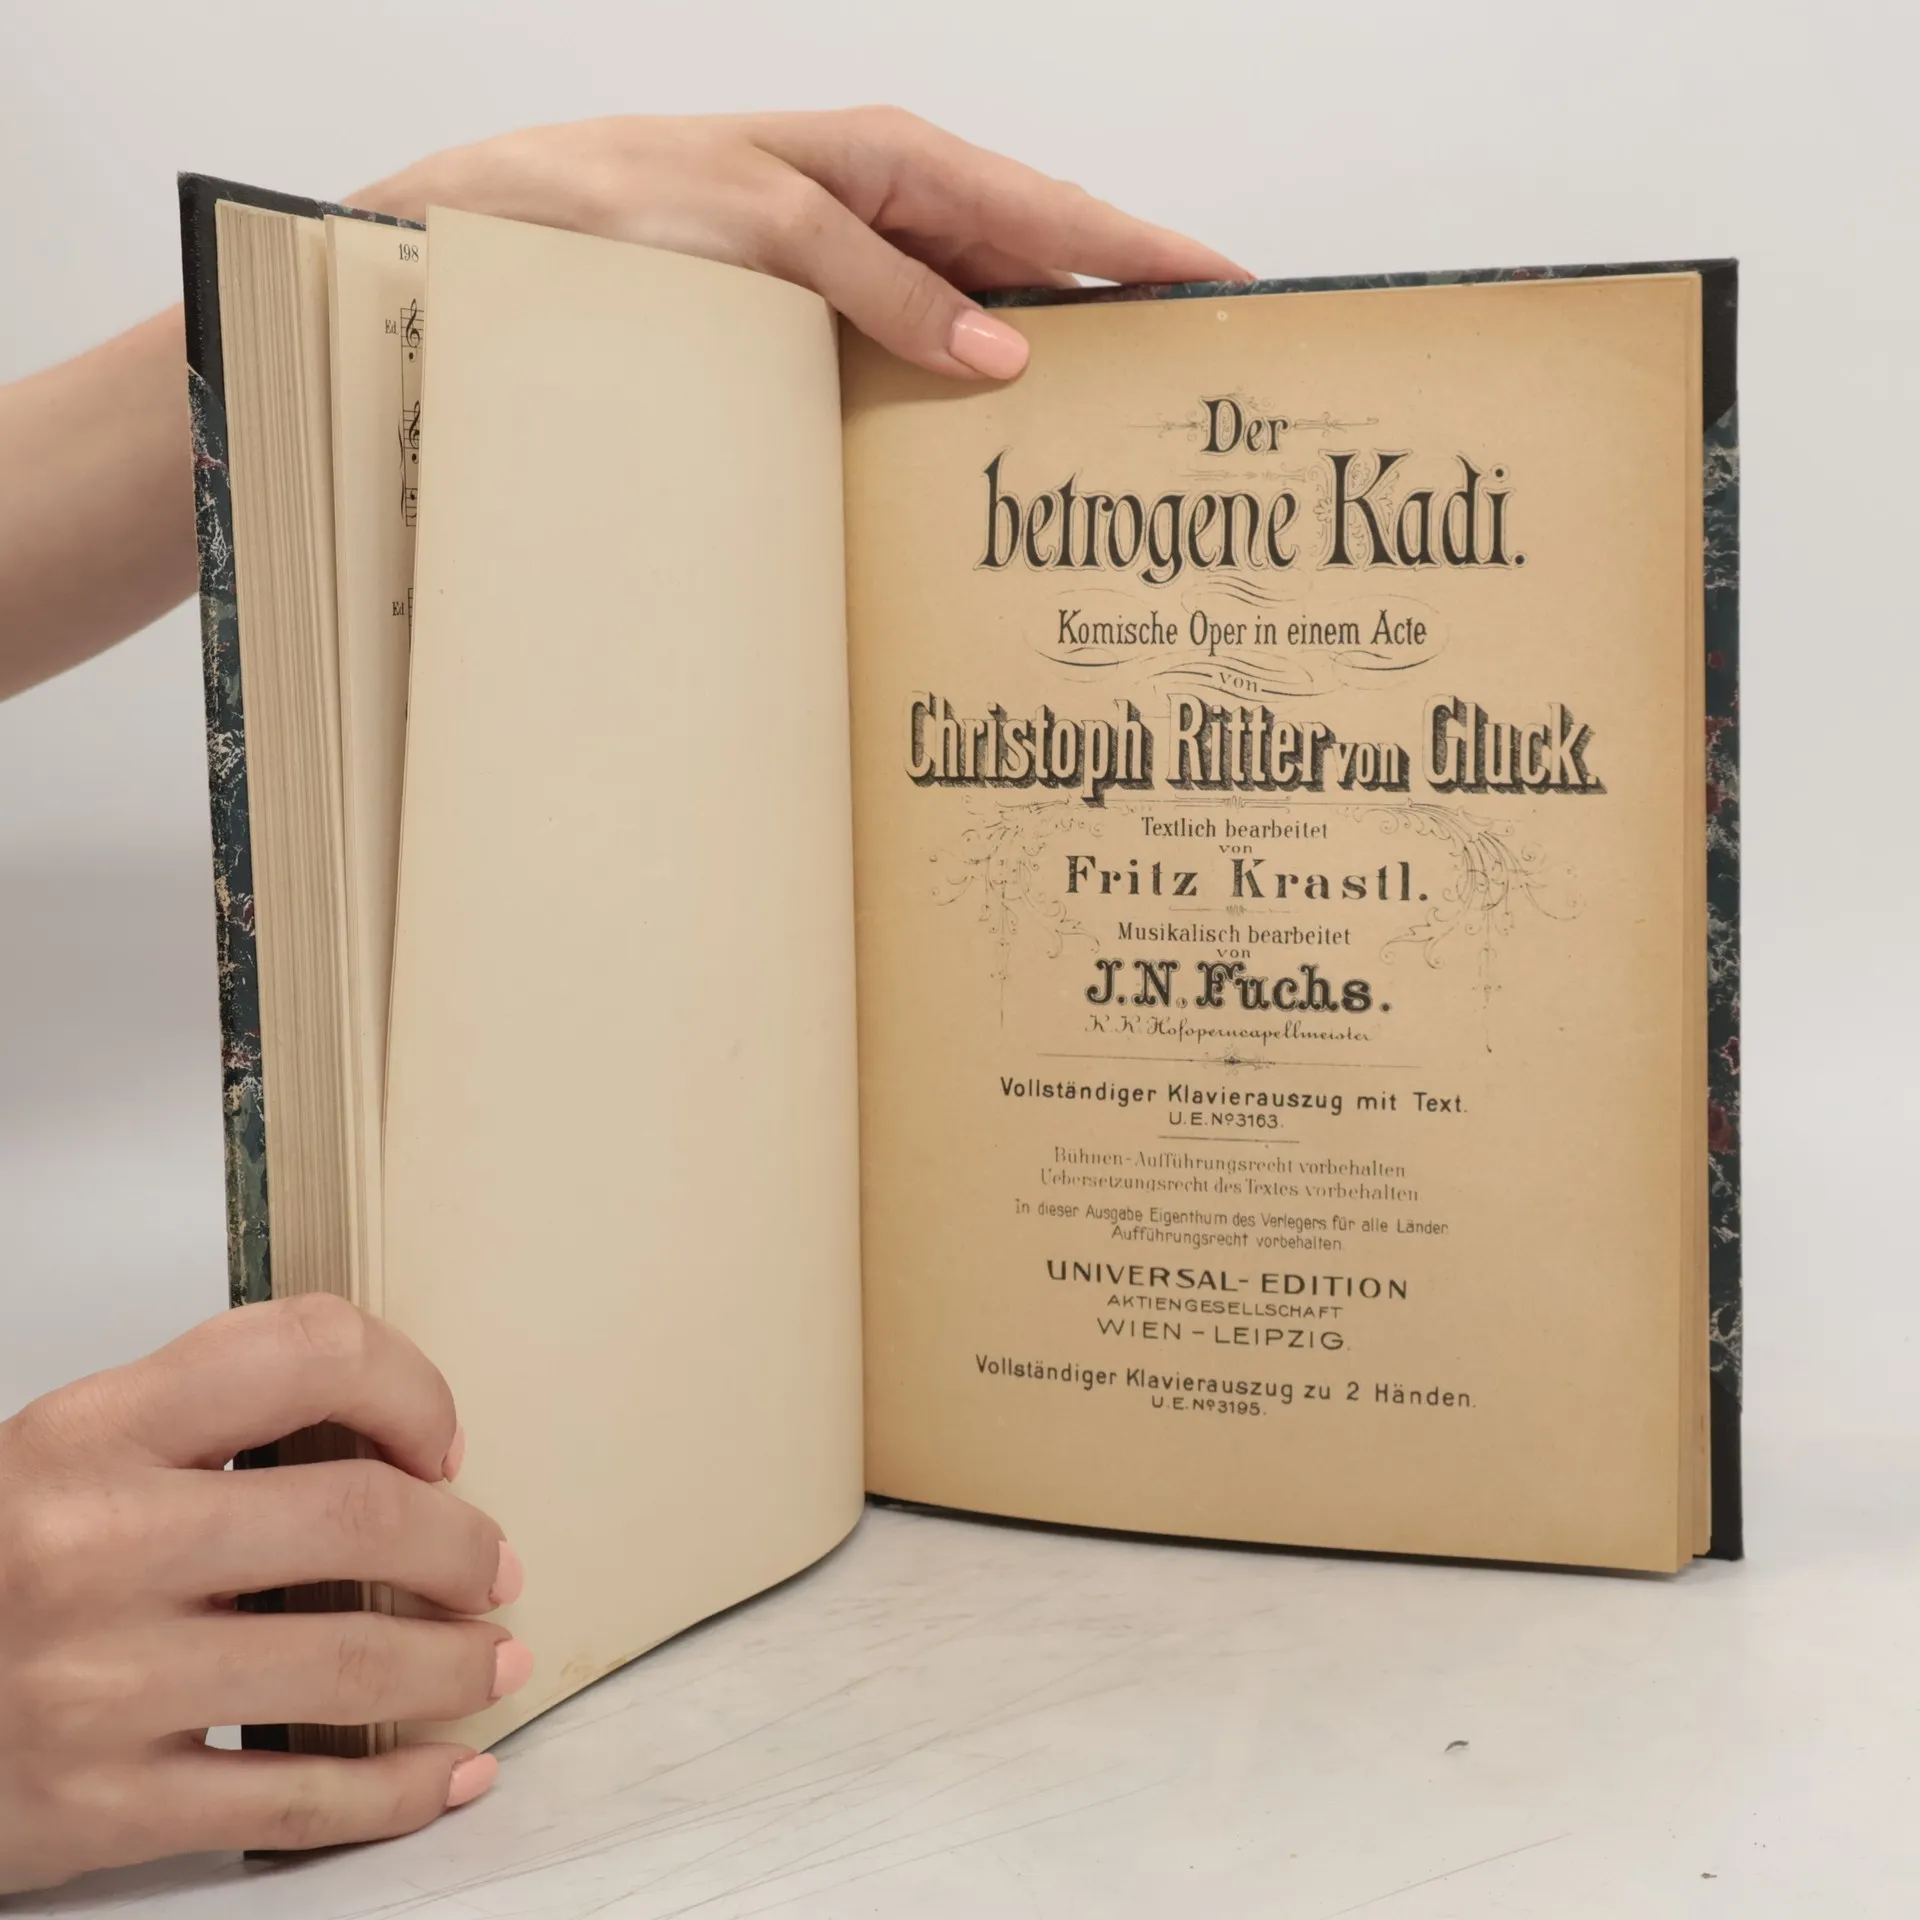 198
Ed.
Ed
Der
betrogene Kadi.
Komische Oper in einem Acte
von
Christoph Ritter von Gluck.
Textlich bearbeitet
von
Fritz Krastl.
Musikalisch bearbeitet
von
J. N. Fuchs.
K. K. Hofoperncapellmeister
Vollständiger Klavierauszug mit Text.
U. E. Nº 3163.
Bühnen-Aufführungsrecht vorbehalten
Uebersetzungsrecht des Textes vorbehalten
In dieser Ausgabe Eigenthum des Verlegers für alle Länder
Aufführungsrecht vorbehalten.
UNIVERSAL-EDITION
AKTIENGESELLSCHAFT
WIEN – LEIPZIG.
Vollständiger Klavierauszug zu 2 Händen.
U. E. Nº 3195.